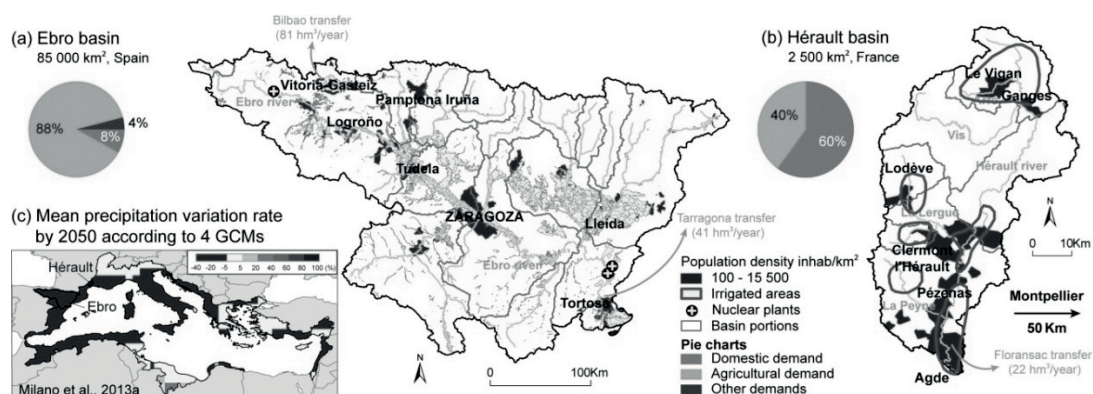 (a) Ebro basin
85 000 km², Spain
88%
4%
8%
Bilbao transfer
(81 hm³/year)
Vitoria-Gasteiz
Ebro river
Pamplona Iruña
Logroño
Tudela
ZARAGOZA
Lleida
Ebro river
Tortosa
Tarragona transfer
(41 hm³/year)
N
0
100Km
(b) Hérault basin
2 500 km², France
40%
60%
Le Vigan
Ganges
Vis
Hérault river
Lodève
La Lergue
Clermont
l'Hérault
Pézenas
La Peyne
Agde
N
0 10Km
Montpellier
50 Km
Floransac transfer
(22 hm³/year)
(c) Mean precipitation variation rate
by 2050 according to 4 GCMs
-40 -20 -5 5 20 40 60 80 100 (%)
Hérault
Ebro
Milano et al., 2013a
Population density inhab/km²
100 - 15 500
Irrigated areas
Nuclear plants
Basin portions
Pie charts
Domestic demand
Agricultural demand
Other demands